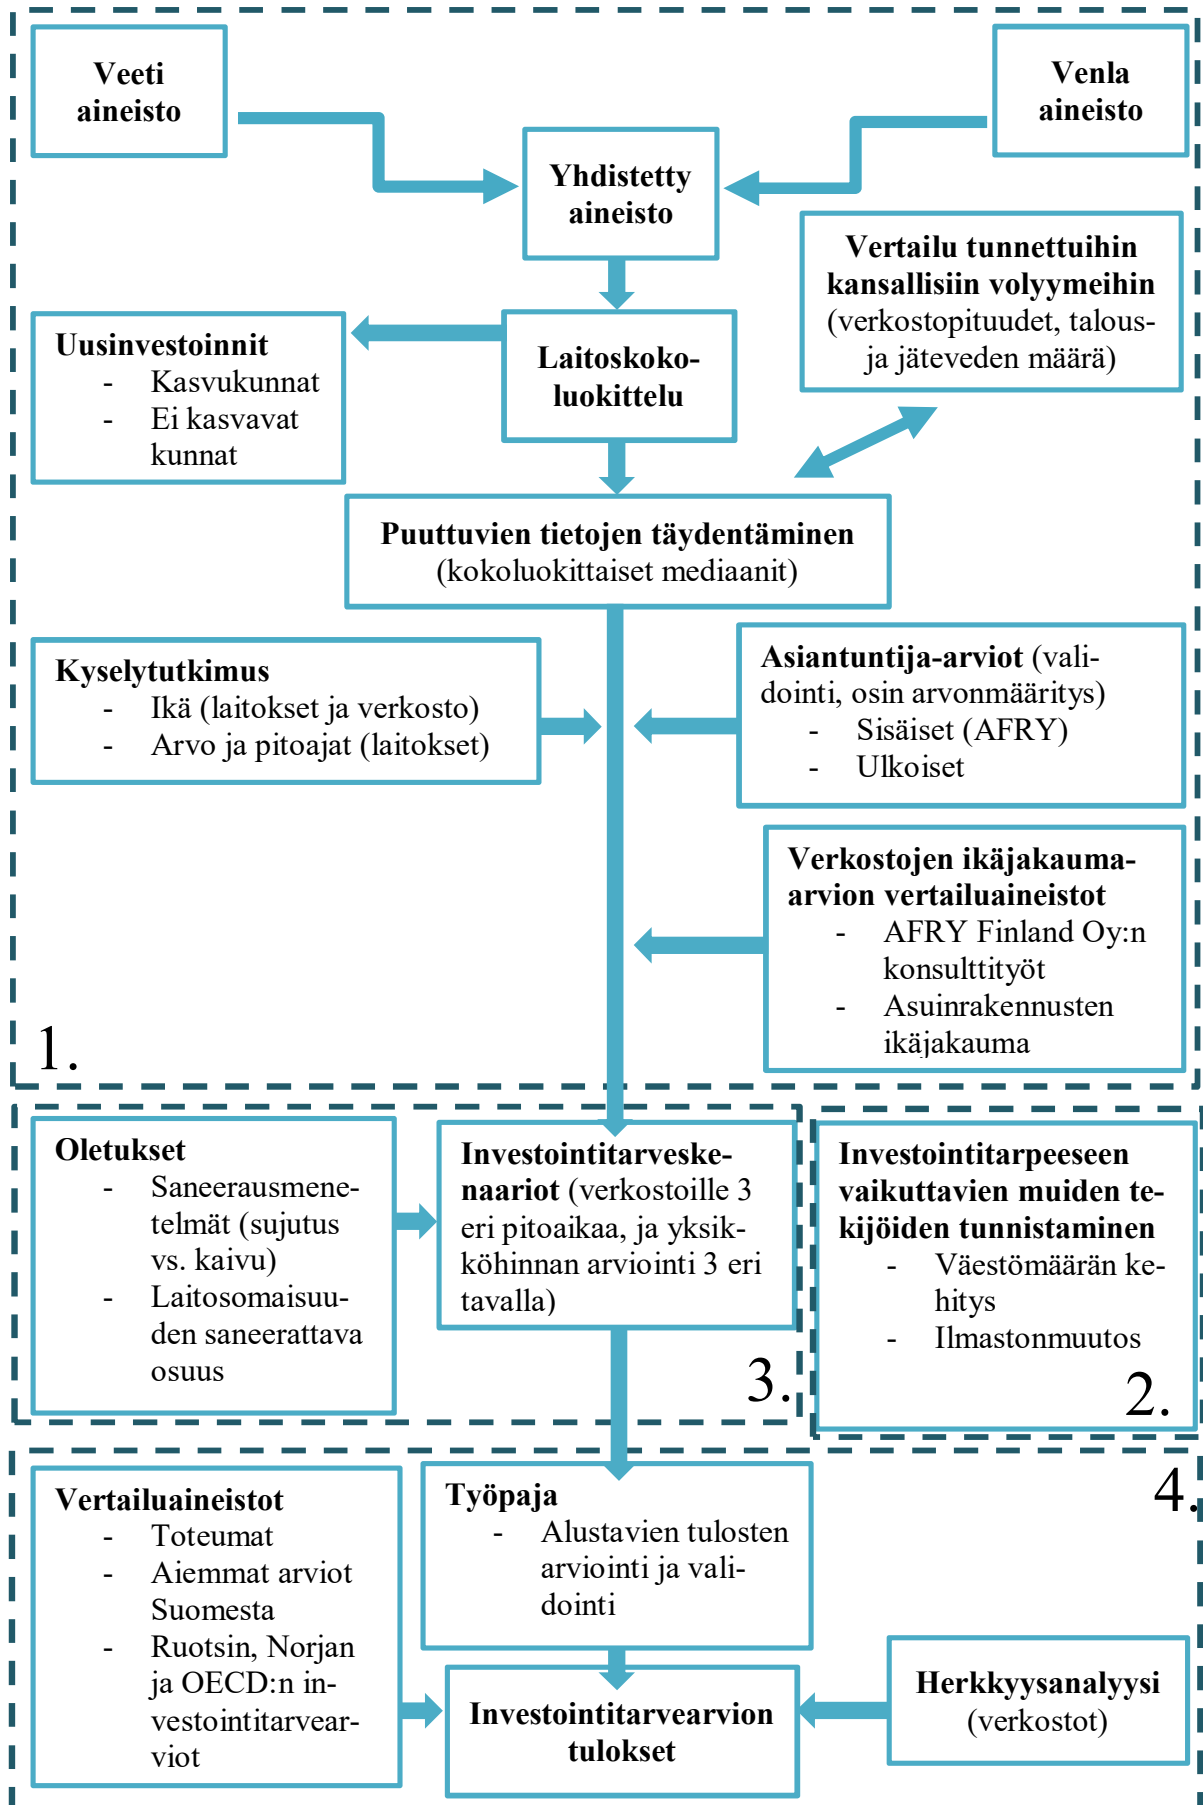 Veeti
aineisto
Venla
aineisto
Yhdistetty
aineisto
Vertailu tunnettuihin
kansallisiin volyymeihin
(verkostopituudet, talous-
ja jäteveden määrä)
Uusinvestoinnit
- Kasvukunnat
- Ei kasvavat
kunnat
Laitoskoko-
luokittelu
Puuttuvien tietojen täydentäminen
(kokoluokittaiset mediaanit)
Kyselytutkimus
- Ikä (laitokset ja verkosto)
- Arvo ja pitoajat (laitokset)
Asiantuntija-arviot (vali-
dointi, osin arvonmääritys)
- Sisäiset (AFRY)
- Ulkoiset
Verkostojen ikäjakauma-
arvion vertailuaineistot
- AFRY Finland Oy:n
konsulttityöt
- Asuinrakennusten
ikäjakauma
1.
Oletukset
- Saneerausmene-
telmät (sujutus
vs. kaivu)
- Laitosomaisuu-
den saneerattava
osuus
Investointitarveske-
naariot (verkostoille 3
eri pitoaikaa, ja yksik-
köhinnan arviointi 3 eri
tavalla)
3.
Investointitarpeeseen
vaikuttavien muiden te-
kijöiden tunnistaminen
- Väestömäärän ke-
hitys
- Ilmastonmuutos
2.
Vertailuaineistot
- Toteumat
- Aiemmat arviot
Suomesta
- Ruotsin, Norjan
ja OECD:n in-
vestointitarvear-
viot
Työpaja
- Alustavien tulosten
arviointi ja vali-
dointi
4.
Investointitarvearvion
tulokset
Herkkyysanalyysi
(verkostot)